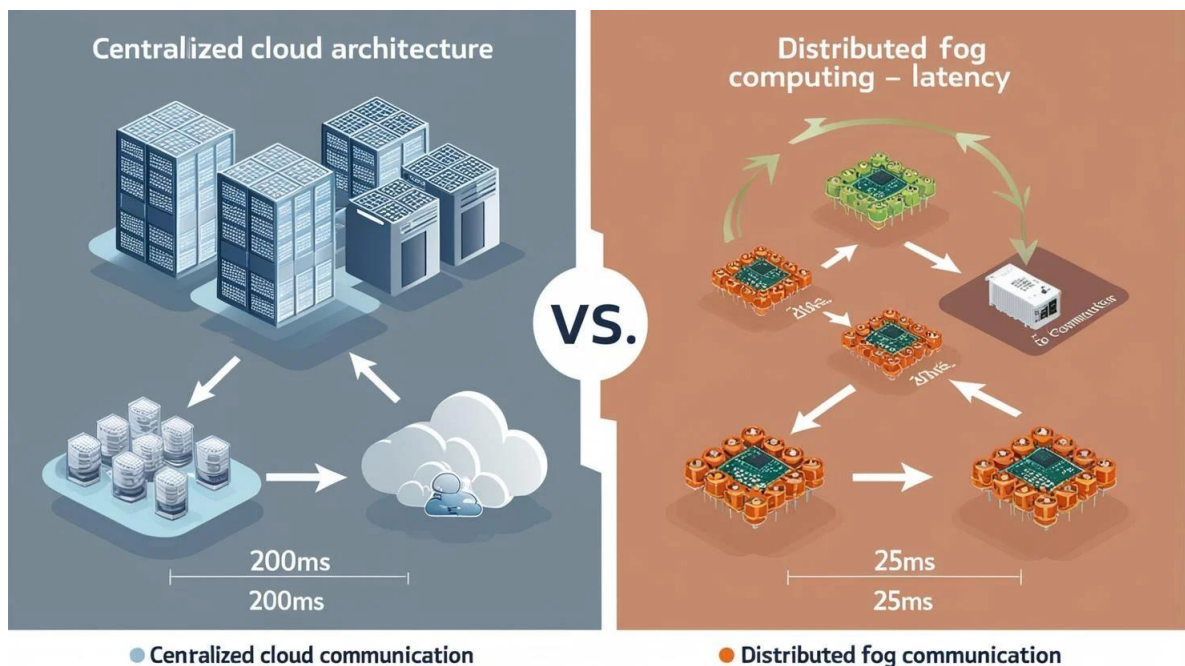 Centralized cloud architecture
Distributed fog
computing – latency
VS.
200ms
200ms
25ms
25ms
Centralized cloud communication
Distributed fog communication